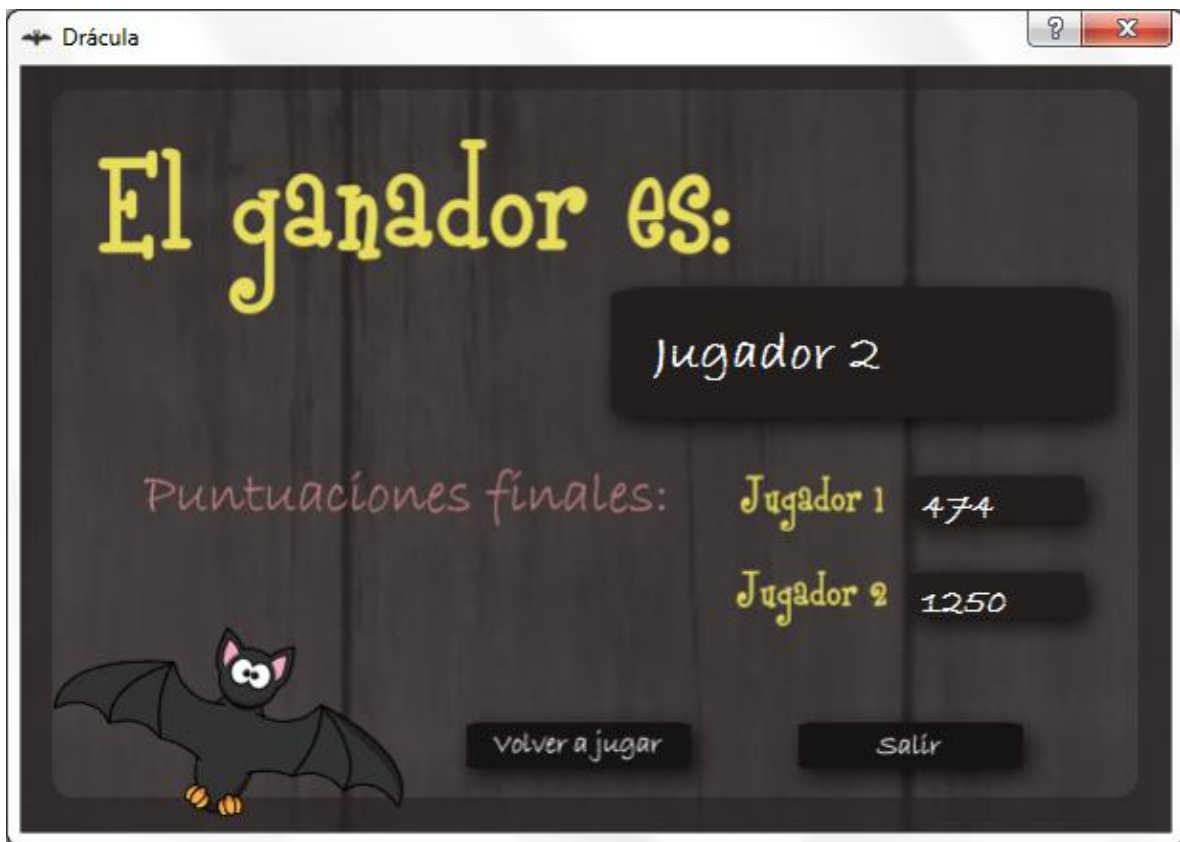 Drácula
El ganador es:
Jugador 2
Puntuaciones finales:
Jugador 1 474
Jugador 2 1250
Volver a jugar
Salir